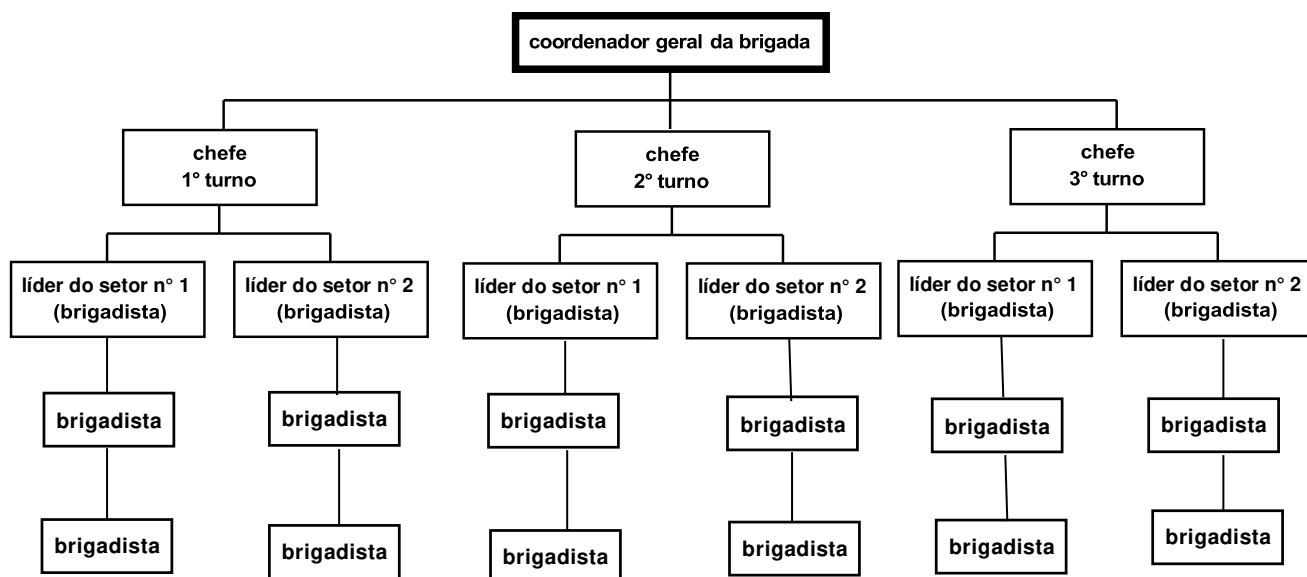 coordenador geral da brigada
chefe
1° turno
chefe
2° turno
chefe
3° turno
líder do setor n° 1
(brigadista)
líder do setor n° 2
(brigadista)
líder do setor n° 1
(brigadista)
líder do setor n° 2
(brigadista)
líder do setor n° 1
(brigadista)
líder do setor n° 2
(brigadista)
brigadista
brigadista
brigadista
brigadista
brigadista
brigadista
brigadista
brigadista
brigadista
brigadista
brigadista
brigadista